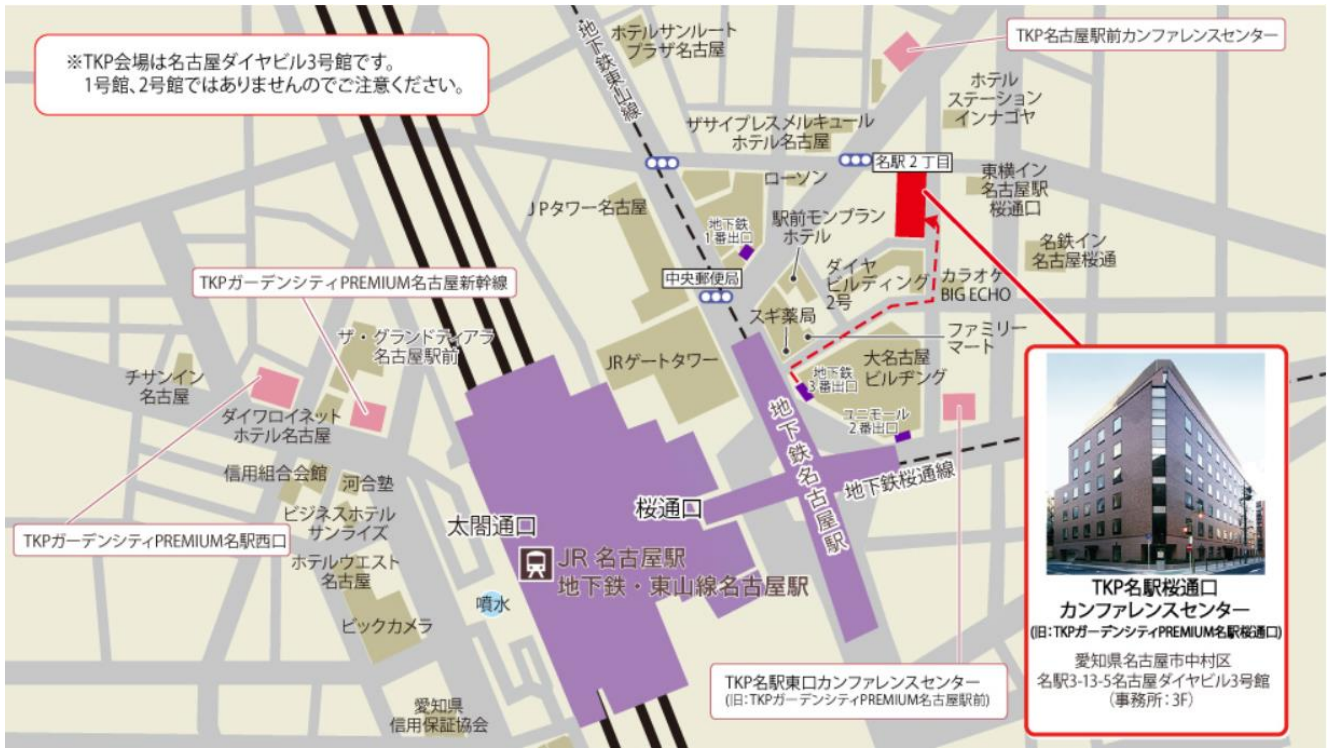 ※TKP会場は名古屋ダイヤビル3号館です。
1号館、2号館ではありませんのでご注意ください。
地下鉄東山線
ホテルサンルート
プラザ名古屋
TKP名古屋駅前カンファレンスセンター
ホテル
ステーション
インナゴヤ
ザサイプレスメルキュール
ホテル名古屋
名駅2丁目
ローソン
東横イン
名古屋駅
桜通口
JPタワー名古屋
地下鉄
1番出口
駅前モンブラン
ホテル
名鉄イン
名古屋桜通
中央郵便局
ダイヤ
ビルディング
2号
カラオケ
BIG ECHO
TKPガーデンシティPREMIUM名古屋新幹線
スギ薬局
ファミリー
マート
ザ・グランドティアラ
名古屋駅前
JRゲートタワー
大名古屋
ビルヂング
地下鉄
3番出口
チサンイン
名古屋
ダイワロイネット
ホテル名古屋
ユニモール
2番出口
地下鉄名古屋駅
地下鉄桜通線
信用組合会館
河合塾
ビジネスホテル
サンライズ
太閤通口
桜通口
TKPガーデンシティPREMIUM名駅西口
ホテルウエスト
名古屋
JR 名古屋駅
地下鉄・東山線名古屋駅
噴水
ビックカメラ
愛知県
信用保証協会
TKP名駅東口カンファレンスセンター
(旧:TKPガーデンシティPREMIUM名古屋駅前)
TKP名駅桜通口
カンファレンスセンター
(旧:TKPガーデンシティPREMIUM名駅桜通口)
愛知県名古屋市中村区
名駅3-13-5名古屋ダイヤビル3号館
(事務所:3F)